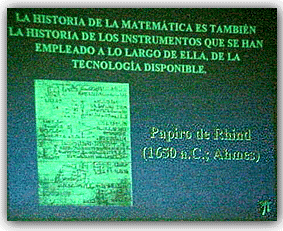 LA HISTORIA DE LA MATEMÁTICA ES TAMBIÉN
LA HISTORIA DE LOS INSTRUMENTOS QUE SE HAN
EMPLEADO A LO LARGO DE ELLA, DE LA
TECNOLOGÍA DISPONIBLE.
Papiro de Rhind
(1650 a.C.; Ahmes)
π